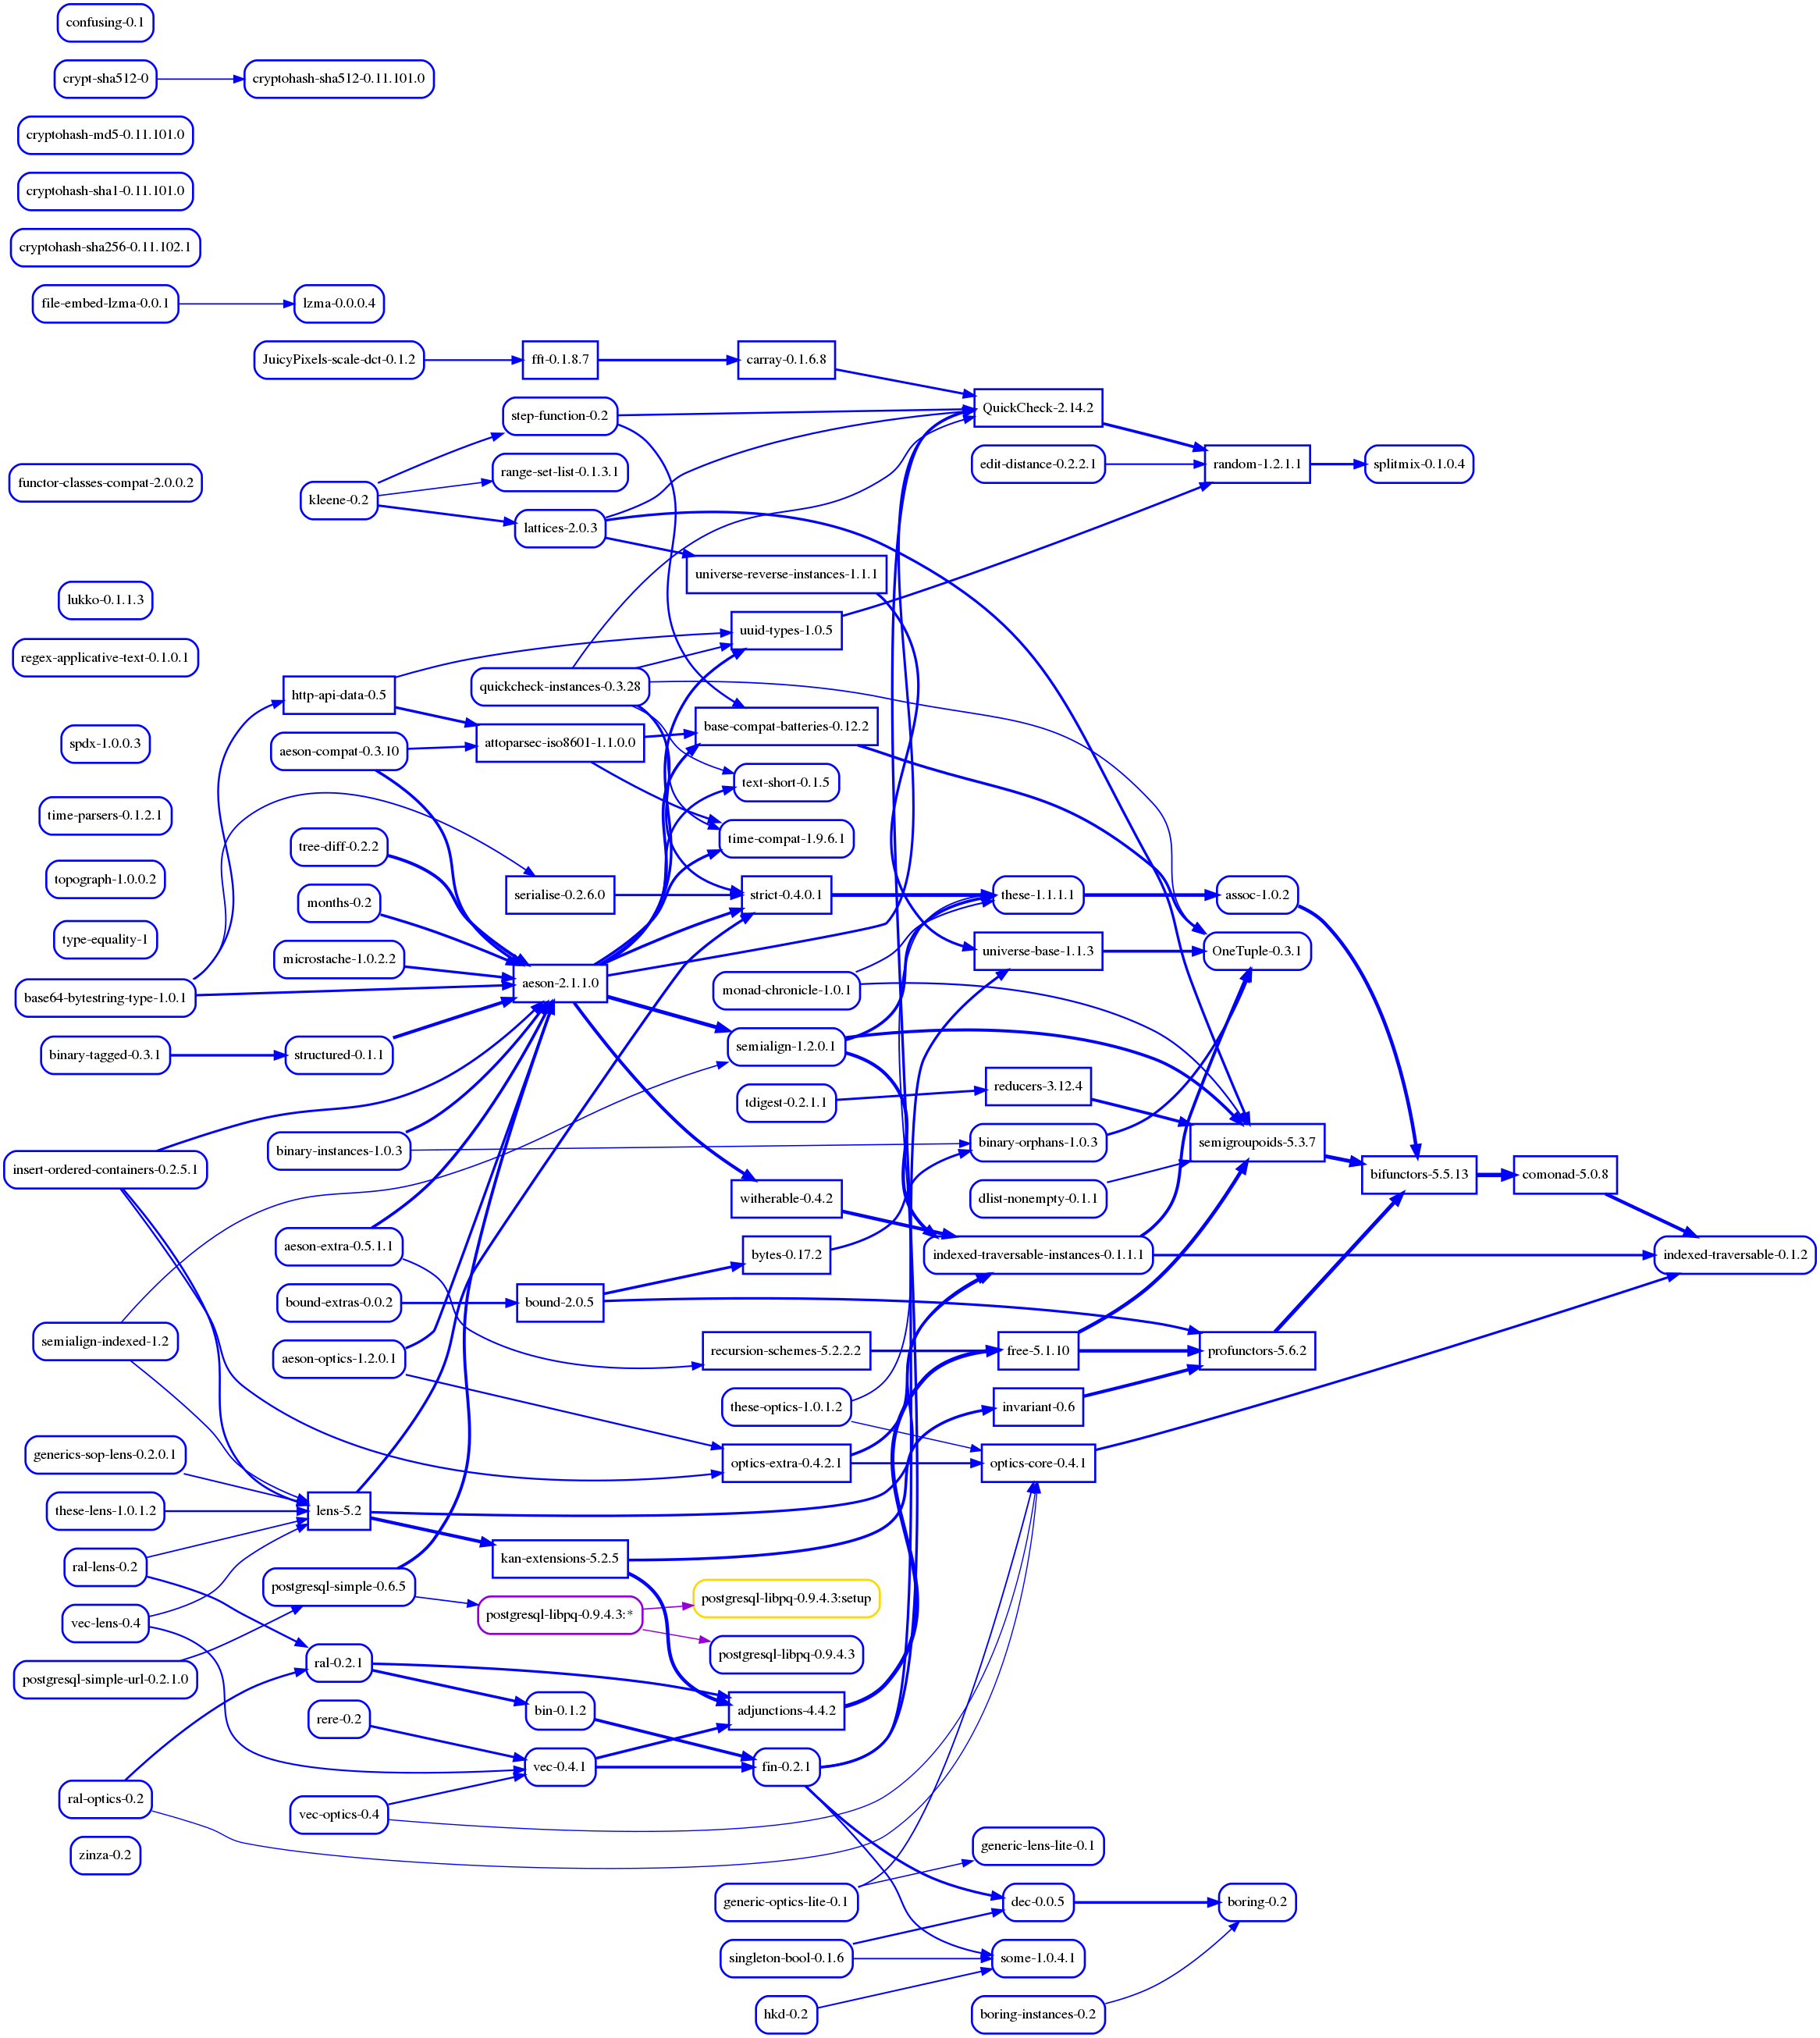 confusing-0.1
crypt-sha512-0
cryptohash-sha512-0.11.101.0
cryptohash-md5-0.11.101.0
cryptohash-sha1-0.11.101.0
cryptohash-sha256-0.11.102.1
file-embed-lzma-0.0.1
lzma-0.0.0.4
JuicyPixels-scale-dct-0.1.2
fft-0.1.8.7
carray-0.1.6.8
QuickCheck-2.14.2
step-function-0.2
edit-distance-0.2.2.1
random-1.2.1.1
splitmix-0.1.0.4
range-set-list-0.1.3.1
functor-classes-compat-2.0.0.2
kleene-0.2
lattices-2.0.3
universe-reverse-instances-1.1.1
lukko-0.1.1.3
uuid-types-1.0.5
regex-applicative-text-0.1.0.1
quickcheck-instances-0.3.28
http-api-data-0.5
base-compat-batteries-0.12.2
attoparsec-iso8601-1.1.0.0
spdx-1.0.0.3
aeson-compat-0.3.10
text-short-0.1.5
time-parsers-0.1.2.1
time-compat-1.9.6.1
tree-diff-0.2.2
topograph-1.0.0.2
serialise-0.2.6.0
strict-0.4.0.1
these-1.1.1.1
assoc-1.0.2
months-0.2
type-equality-1
universe-base-1.1.3
OneTuple-0.3.1
microstache-1.0.2.2
aeson-2.1.1.0
monad-chronicle-1.0.1
base64-bytestring-type-1.0.1
semialign-1.2.0.1
binary-tagged-0.3.1
structured-0.1.1
reducers-3.12.4
tdigest-0.2.1.1
binary-orphans-1.0.3
semigroupoids-5.3.7
binary-instances-1.0.3
insert-ordered-containers-0.2.5.1
bifunctors-5.5.13
comonad-5.0.8
witherable-0.4.2
dlist-nonempty-0.1.1
aeson-extra-0.5.1.1
bytes-0.17.2
indexed-traversable-instances-0.1.1.1
indexed-traversable-0.1.2
bound-extras-0.0.2
bound-2.0.5
semialign-indexed-1.2
recursion-schemes-5.2.2.2
free-5.1.10
profunctors-5.6.2
aeson-optics-1.2.0.1
these-optics-1.0.1.2
invariant-0.6
generics-sop-lens-0.2.0.1
optics-extra-0.4.2.1
optics-core-0.4.1
these-lens-1.0.1.2
lens-5.2
kan-extensions-5.2.5
ral-lens-0.2
postgresql-simple-0.6.5
postgresql-libpq-0.9.4.3:setup
postgresql-libpq-0.9.4.3:*
vec-lens-0.4
postgresql-libpq-0.9.4.3
ral-0.2.1
postgresql-simple-url-0.2.1.0
bin-0.1.2
adjunctions-4.4.2
rere-0.2
vec-0.4.1
fin-0.2.1
ral-optics-0.2
vec-optics-0.4
generic-lens-lite-0.1
zinza-0.2
generic-optics-lite-0.1
dec-0.0.5
boring-0.2
singleton-bool-0.1.6
some-1.0.4.1
hkd-0.2
boring-instances-0.2